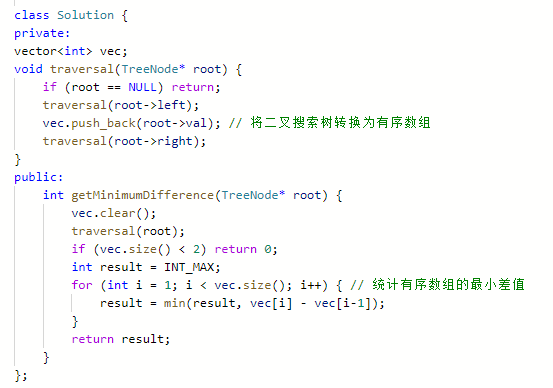 class Solution {
private:
vector<int> vec;
void traversal(TreeNode* root) {
    if (root == NULL) return;
    traversal(root->left);
    vec.push_back(root->val); // 将二叉搜索树转换为有序数组
    traversal(root->right);
}
public:
    int getMinimumDifference(TreeNode* root) {
        vec.clear();
        traversal(root);
        if (vec.size() < 2) return 0;
        int result = INT_MAX;
        for (int i = 1; i < vec.size(); i++) { // 统计有序数组的最小差值
            result = min(result, vec[i] - vec[i-1]);
        }
        return result;
    }
};